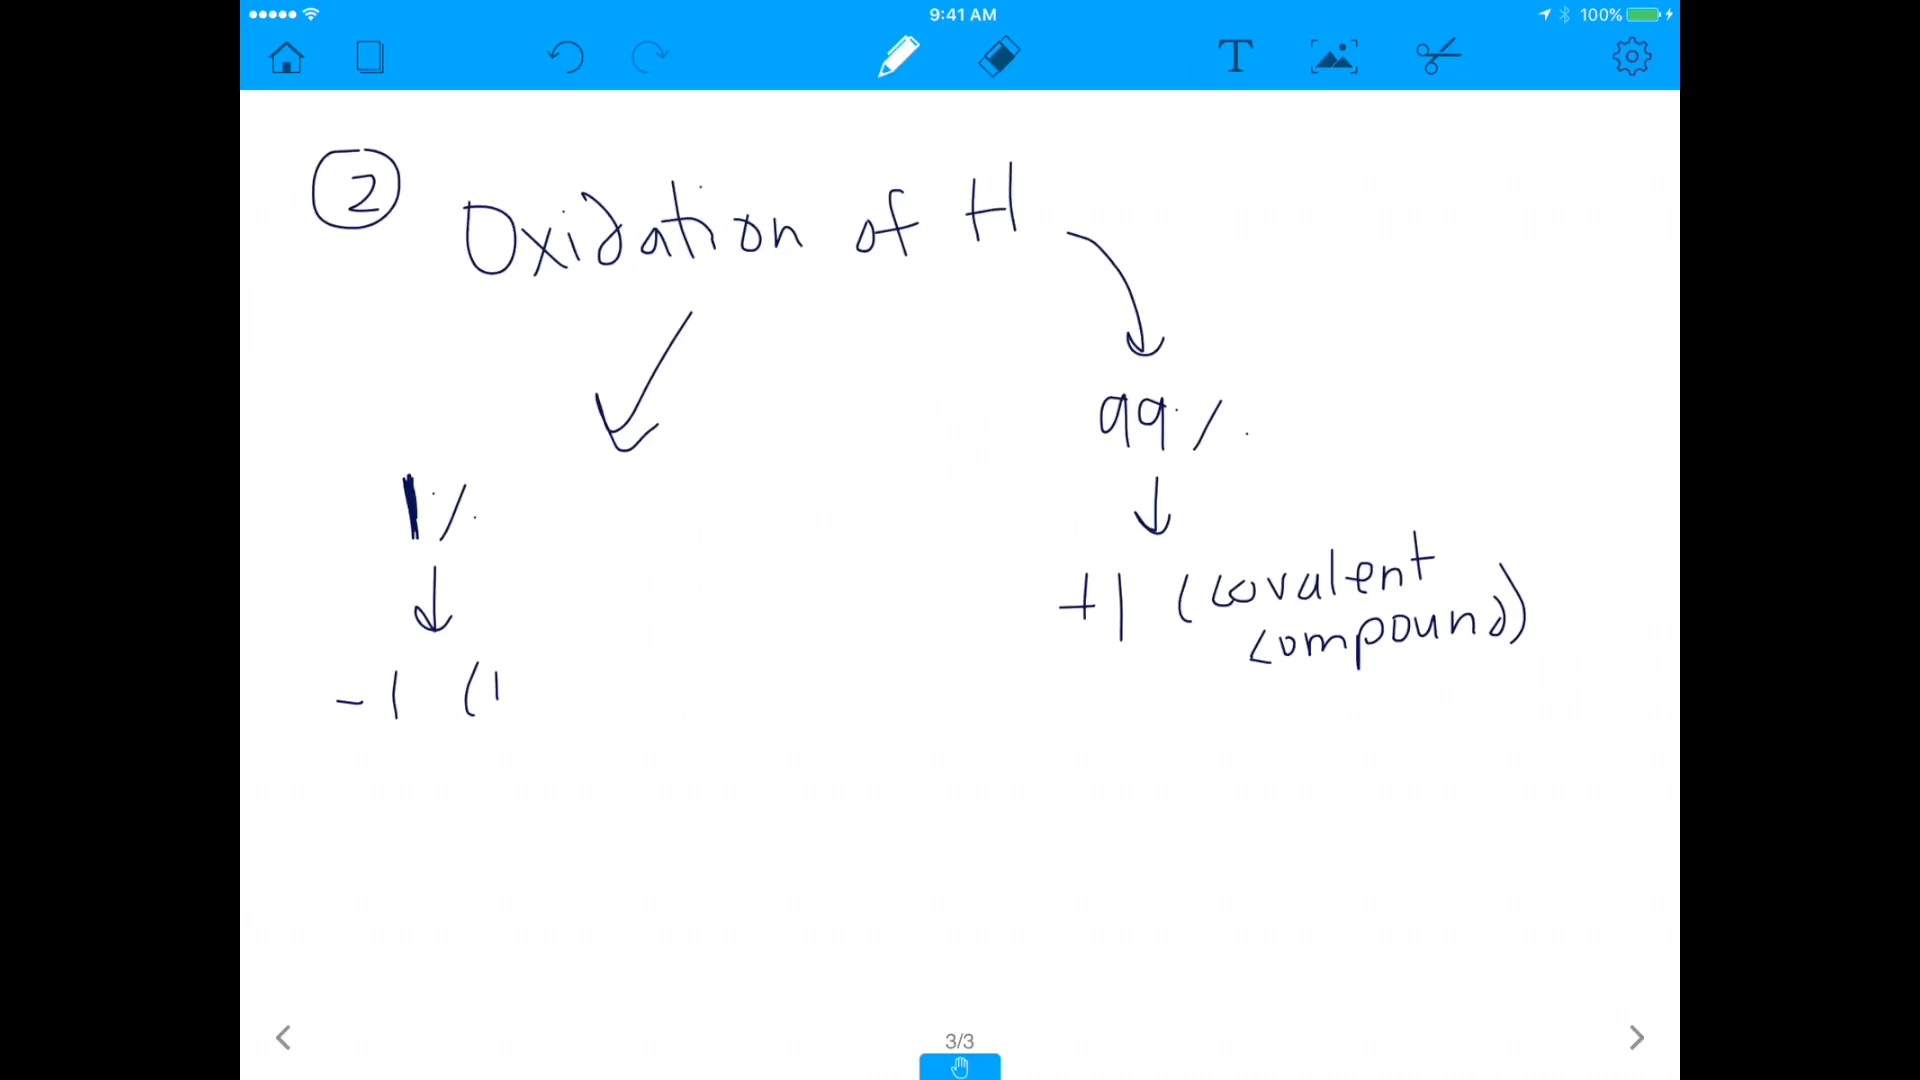 9:41 AM
100%
T
2
Oxidation of H
99%
1%
+1 (covalent
compound)
-1 (
3/3